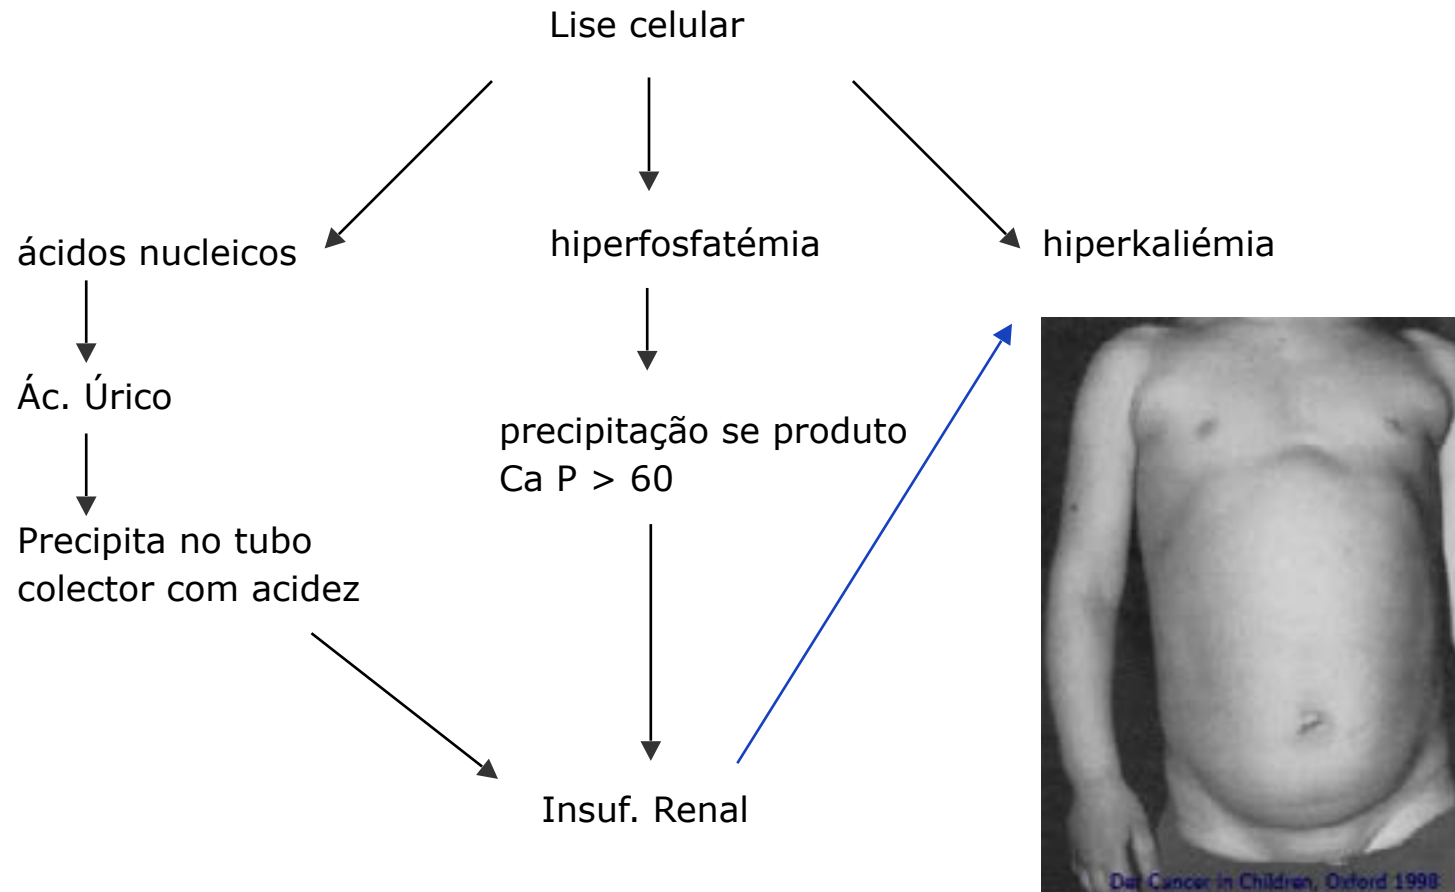 Lise celular
ácidos nucleicos
hiperfosfatémia
hiperkaliémia
Ác. Úrico
precipitação se produto
Ca P > 60
Precipita no tubo
colector com acidez
Insuf. Renal
Cancer in Children, Oxford 1998